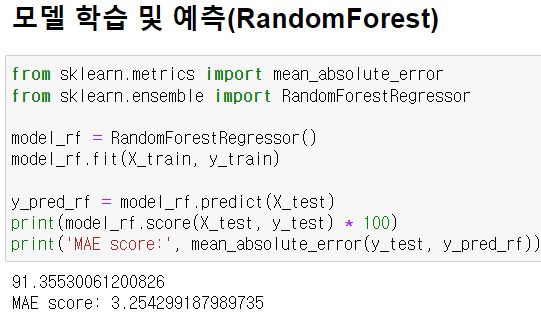 모델 학습 및 예측(RandomForest)
from sklearn.metrics import mean_absolute_error
from sklearn.ensemble import RandomForestRegressor
model_rf = RandomForestRegressor()
model_rf.fit(X_train, y_train)
y_pred_rf = model_rf.predict(X_test)
print(model_rf.score(X_test, y_test) * 100)
print('MAE score:', mean_absolute_error(y_test, y_pred_rf))
91.35530061200826
MAE score: 3.254299187989735